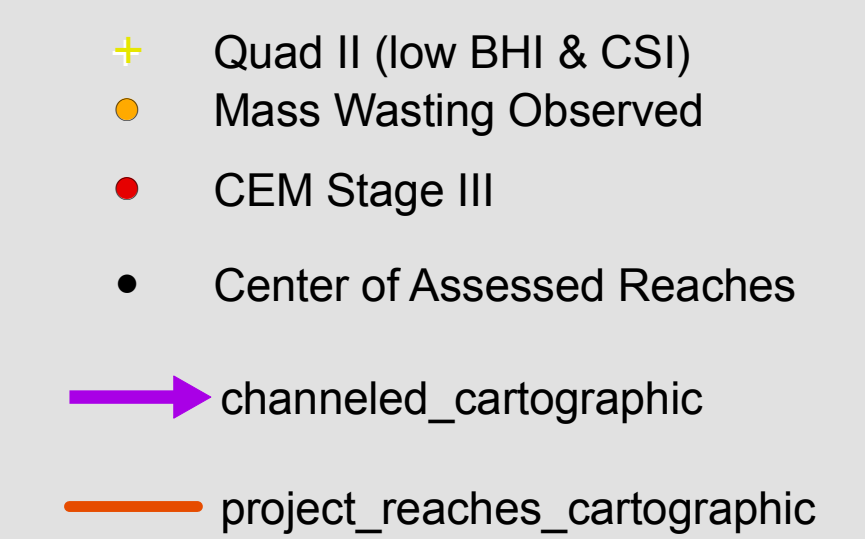 Quad II (low BHI & CSI)
Mass Wasting Observed
CEM Stage III
Center of Assessed Reaches
channeled_cartographic
project_reaches_cartographic